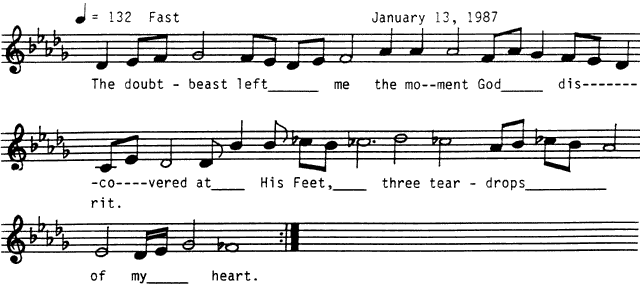 = 132 Fast January 13, 1987
The doubt - beast left______ me the mo--ment God_____ dis-------
-co----vered at____ His Feet,____ three tear - drops__________
rit.
of my_____ heart.